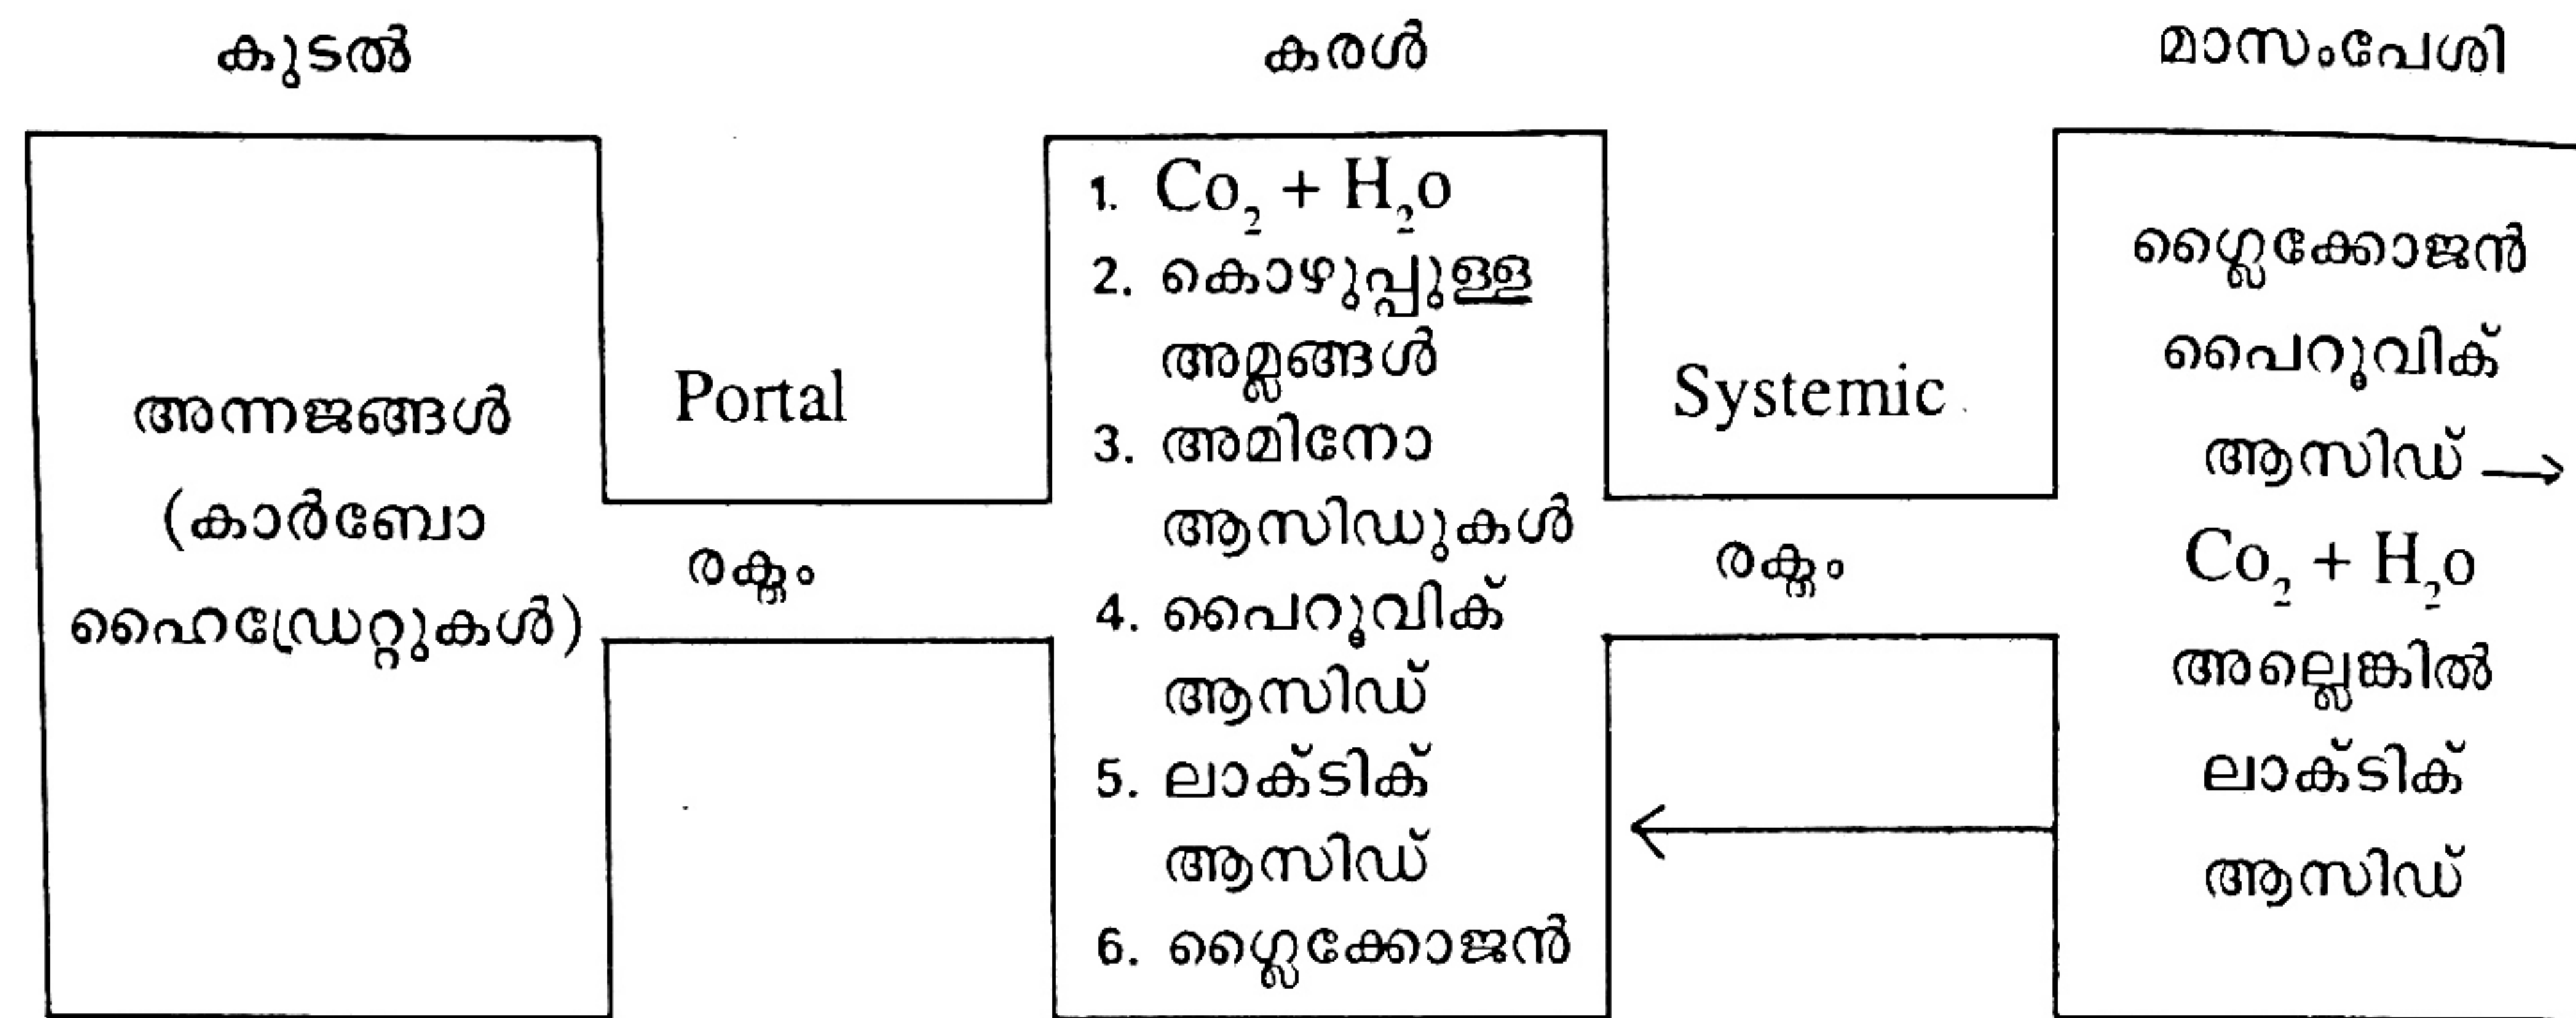 കുടൽ
കരൾ
മാസംപേശി
അന്നജങ്ങൾ
(കാർബോ
ഹൈഡ്രേറ്റുകൾ)
Portal
രക്തം
1. Co₂ + H₂o
2. കൊഴുപ്പുള്ള
അമ്ലങ്ങൾ
3. അമിനോ
ആസിഡുകൾ
4. പൈറൂവിക്
ആസിഡ്
5. ലാക്ടിക്
ആസിഡ്
6. ഗ്ലൈക്കോജൻ
Systemic
രക്തം
ഗ്ലൈക്കോജൻ
പൈറൂവിക്
ആസിഡ് →
Co₂ + H₂o
അല്ലെങ്കിൽ
ലാക്ടിക്
ആസിഡ്